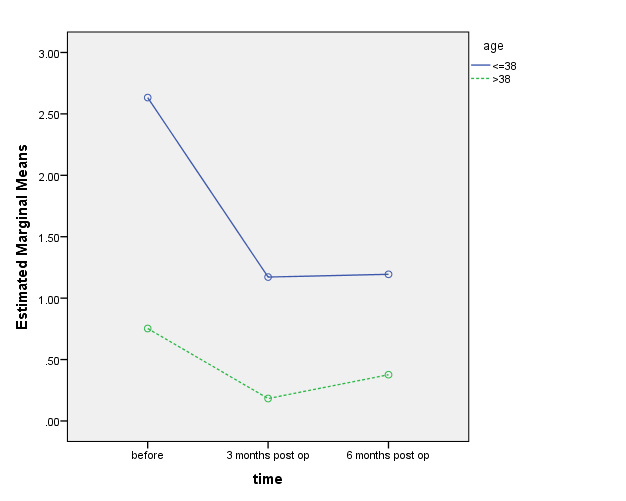 age
<=38
>38
3.00
2.50
2.00
1.50
1.00
.50
.00
Estimated Marginal Means
before
3 months post op
6 months post op
time